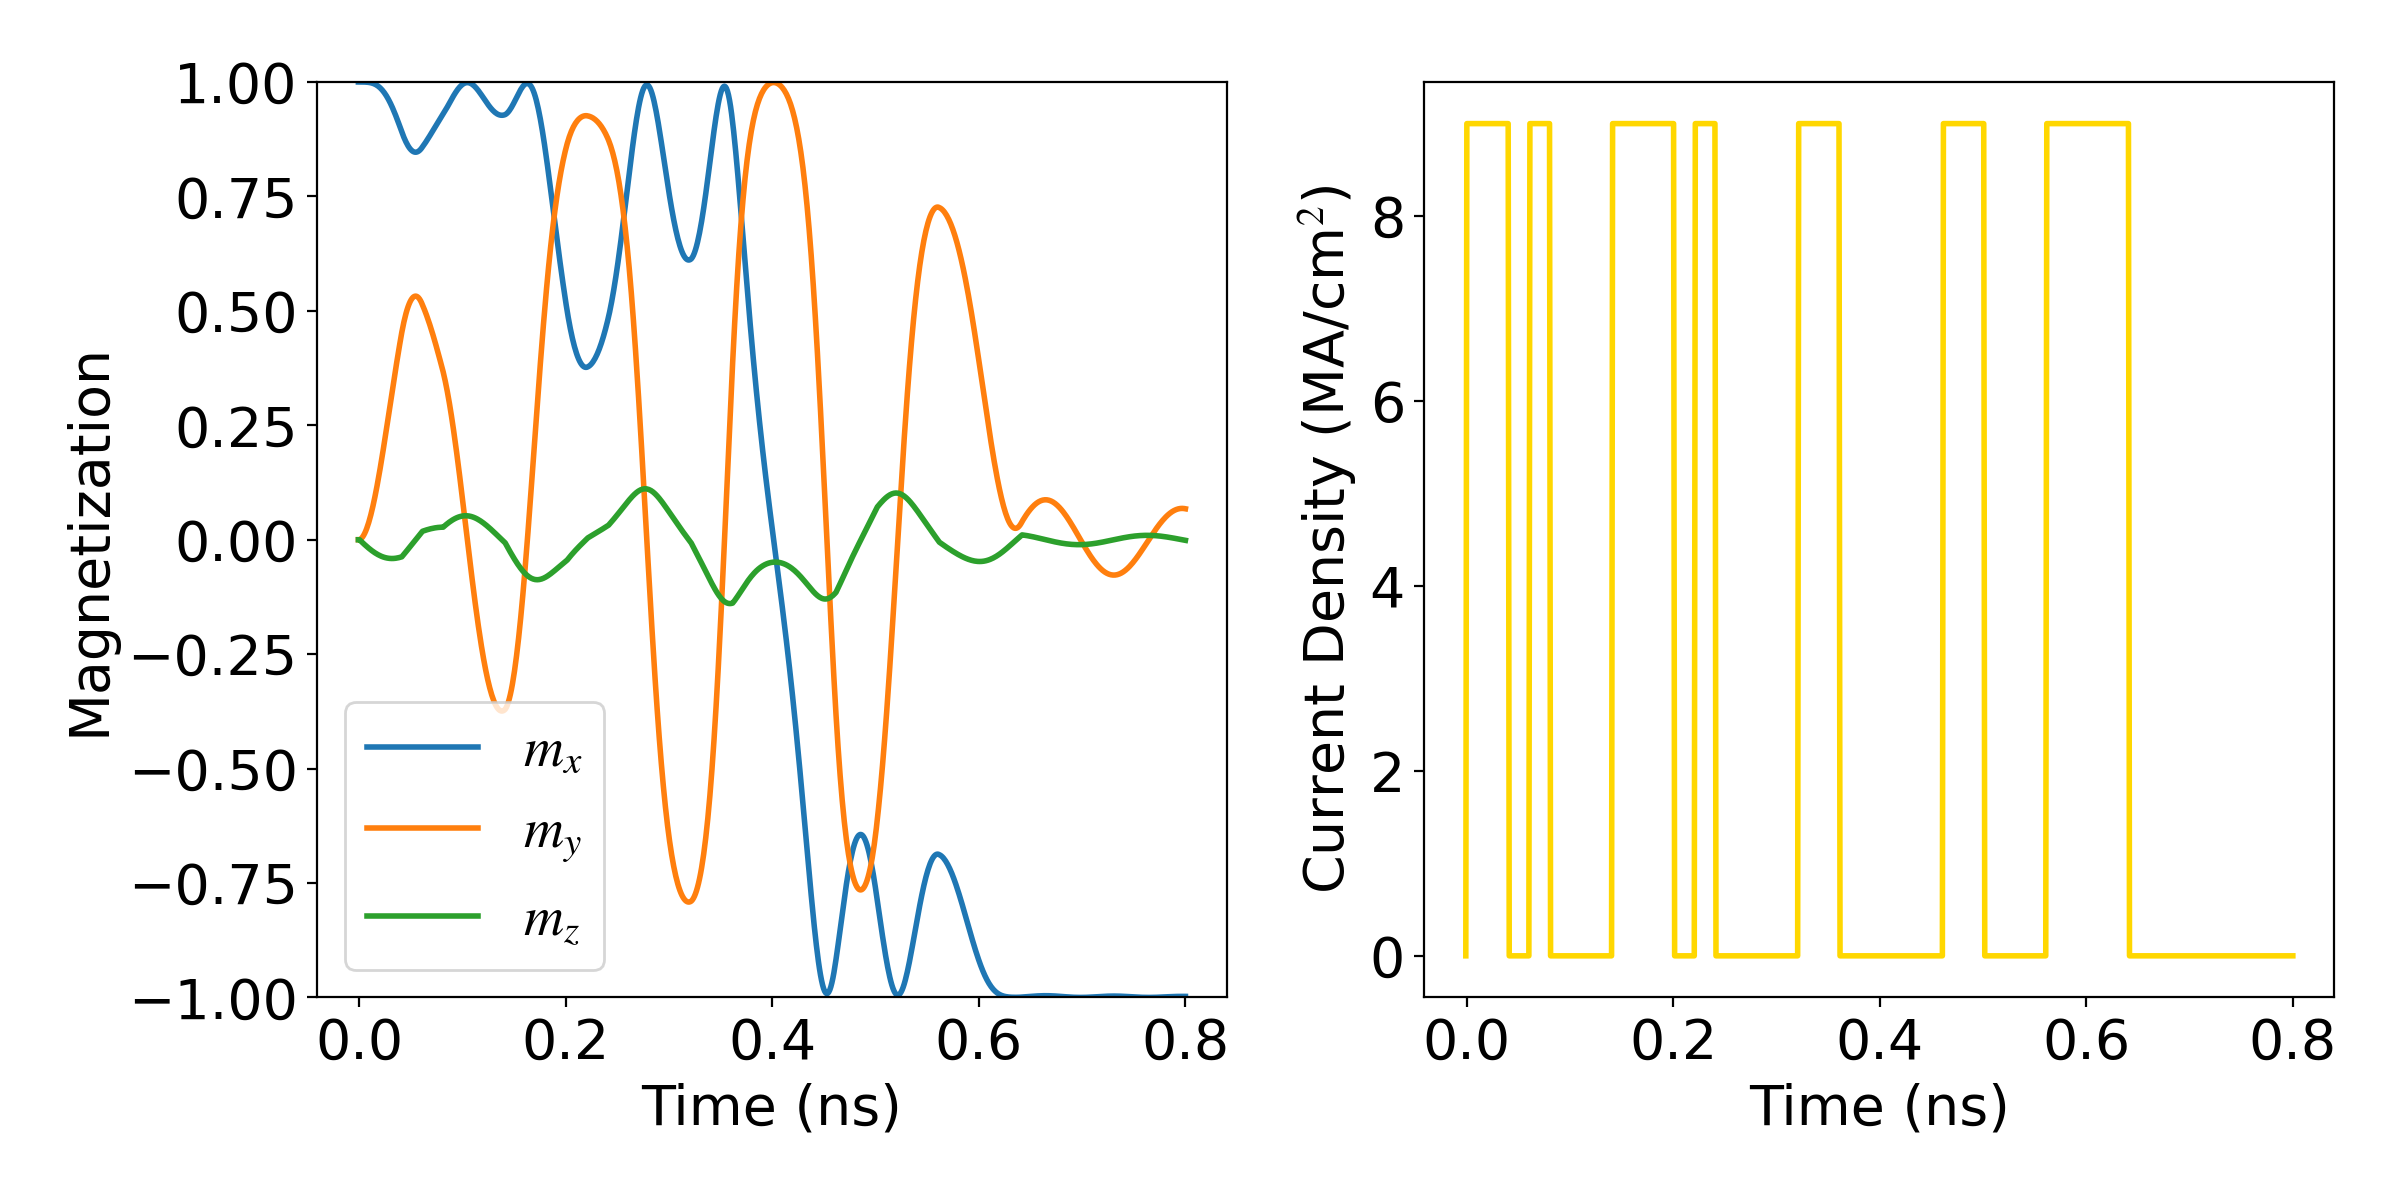 1.00
0.75
0.50
0.25
0.00
−0.25
−0.50
−0.75
−1.00
Magnetization
m_x
m_y
m_z
0.0 0.2 0.4 0.6 0.8
Time (ns)
8
6
4
2
0
Current Density (MA/cm²)
0.0 0.2 0.4 0.6 0.8
Time (ns)